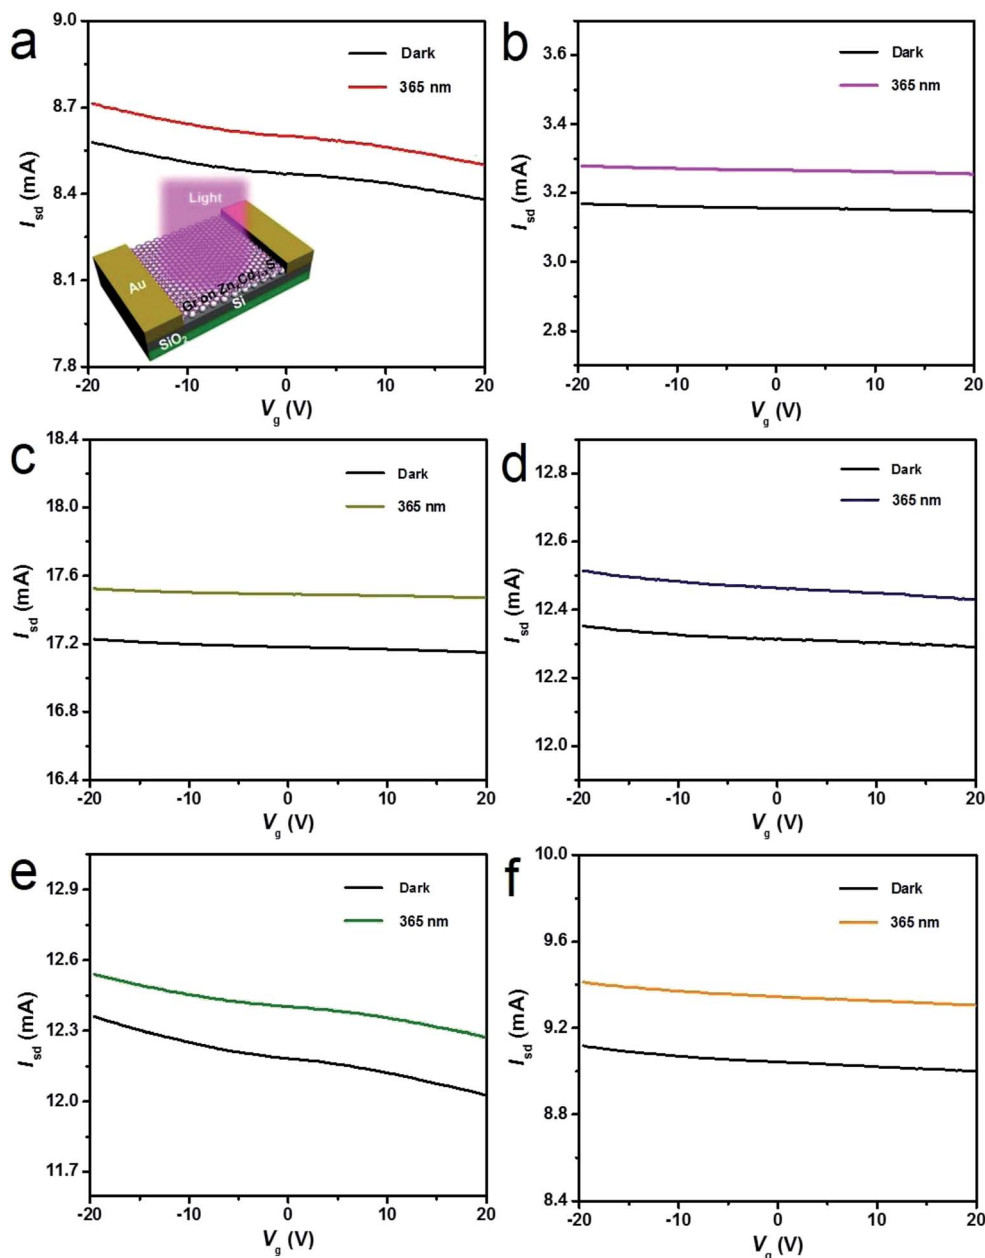 a
9.0
8.7
8.4
8.1
7.8
I_sd (mA)
Dark
365 nm
Light
Au
Gr on Zn
Cd
S
Si
SiO₂
-20 -10 0 10 20
V_g (V)
b
3.6
3.4
3.2
3.0
2.8
I_sd (mA)
Dark
365 nm
-20 -10 0 10 20
V_g (V)
c
18.4
18.0
17.6
17.2
16.8
16.4
I_sd (mA)
Dark
365 nm
-20 -10 0 10 20
V_g (V)
d
12.8
12.6
12.4
12.2
12.0
I_sd (mA)
Dark
365 nm
-20 -10 0 10 20
V_g (V)
e
12.9
12.6
12.3
12.0
11.7
I_sd (mA)
Dark
365 nm
-20 -10 0 10 20
V_g (V)
f
10.0
9.6
9.2
8.8
8.4
I_sd (mA)
Dark
365 nm
-20 -10 0 10 20
V_g (V)